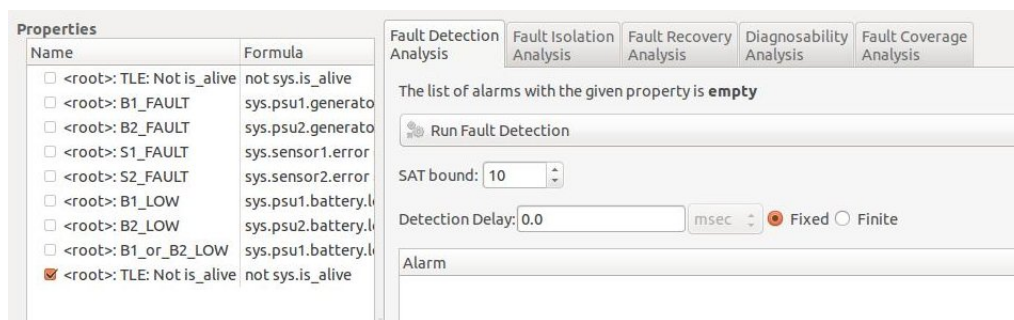 Properties
Name Formula
<root>: TLE: Not is_alive not sys.is_alive
<root>: B1_FAULT sys.psu1.generato
<root>: B2_FAULT sys.psu2.generato
<root>: S1_FAULT sys.sensor1.error
<root>: S2_FAULT sys.sensor2.error
<root>: B1_LOW sys.psu1.battery.l
<root>: B2_LOW sys.psu2.battery.l
<root>: B1_or_B2_LOW sys.psu1.battery.l
<root>: TLE: Not is_alive not sys.is_alive
Fault Detection Analysis
Fault Isolation Analysis
Fault Recovery Analysis
Diagnosability Analysis
Fault Coverage Analysis
The list of alarms with the given property is empty
Run Fault Detection
SAT bound: 10
Detection Delay: 0.0 msec Fixed Finite
Alarm